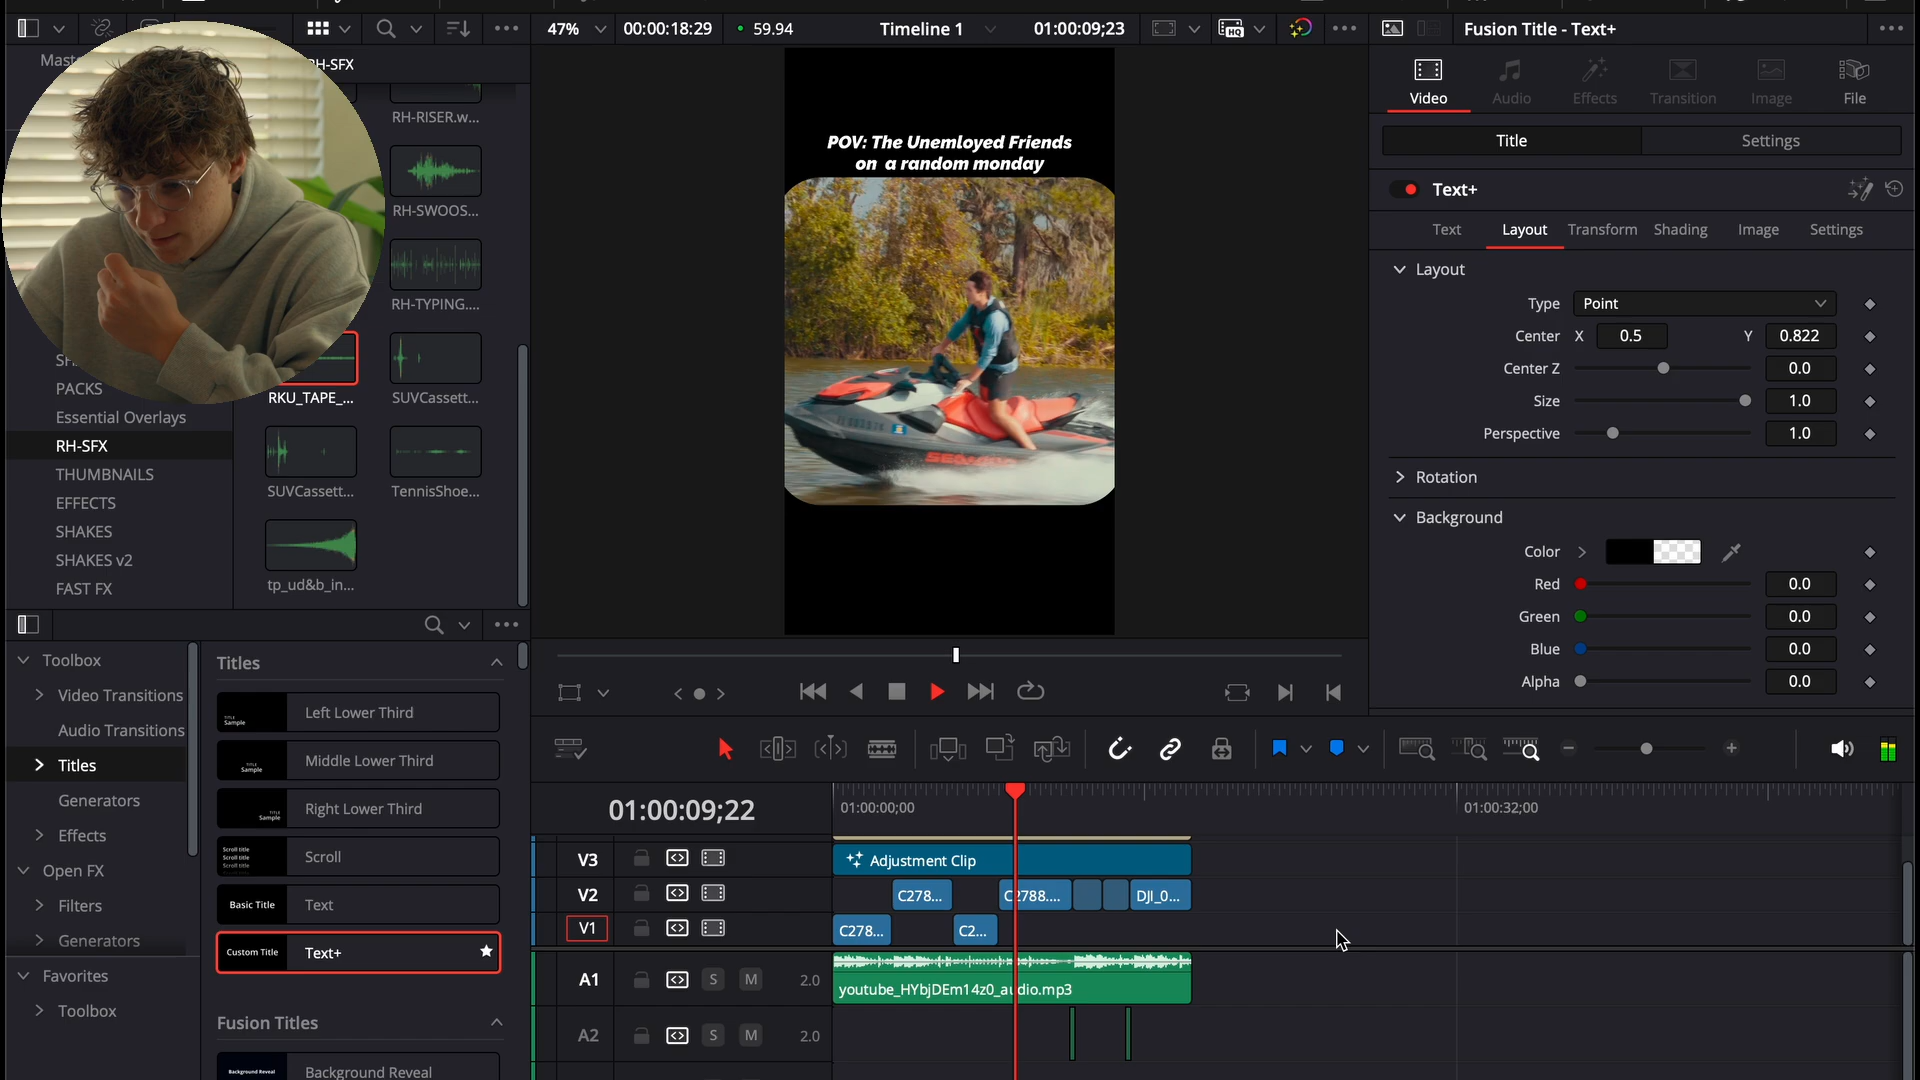 47%
00:00:18:29
59.94
Timeline 1
01:00:09;23
Fusion Title - Text+
RH-SFX
RH-RISER.w...
RH-SWOOS...
RH-TYPING....
RKU_TAPE_...
SUVCassett...
SUVCassett...
TennisShoe...
tp_ud&b_in...
PACKS
Essential Overlays
RH-SFX
THUMBNAILS
EFFECTS
SHAKES
SHAKES v2
FAST FX
POV: The Unemloyed Friends
on a random monday
SEADOO
Video
Audio
Effects
Transition
Image
File
Title
Settings
Text+
Text
Layout
Transform
Shading
Image
Settings
Layout
Type
Point
Center
X
0.5
Y
0.822
Center Z
0.0
Size
1.0
Perspective
1.0
Rotation
Background
Color
Red
0.0
Green
0.0
Blue
0.0
Alpha
0.0
Toolbox
Video Transitions
Audio Transitions
Titles
Generators
Effects
Open FX
Filters
Generators
Favorites
Toolbox
Titles
Sample
Left Lower Third
Sample
Middle Lower Third
Sample
Right Lower Third
Scroll title
Scroll title
Scroll title
Scroll
Basic Title
Text
Custom Title
Text+
Fusion Titles
Background Reveal
Background Reveal
01:00:09;22
01:00:00;00
01:00:32;00
V3
Adjustment Clip
V2
C278...
C2788....
DJI_0...
V1
C278...
C2...
A1
S
M
2.0
youtube_HYbjDEm14z0_audio.mp3
A2
S
M
2.0